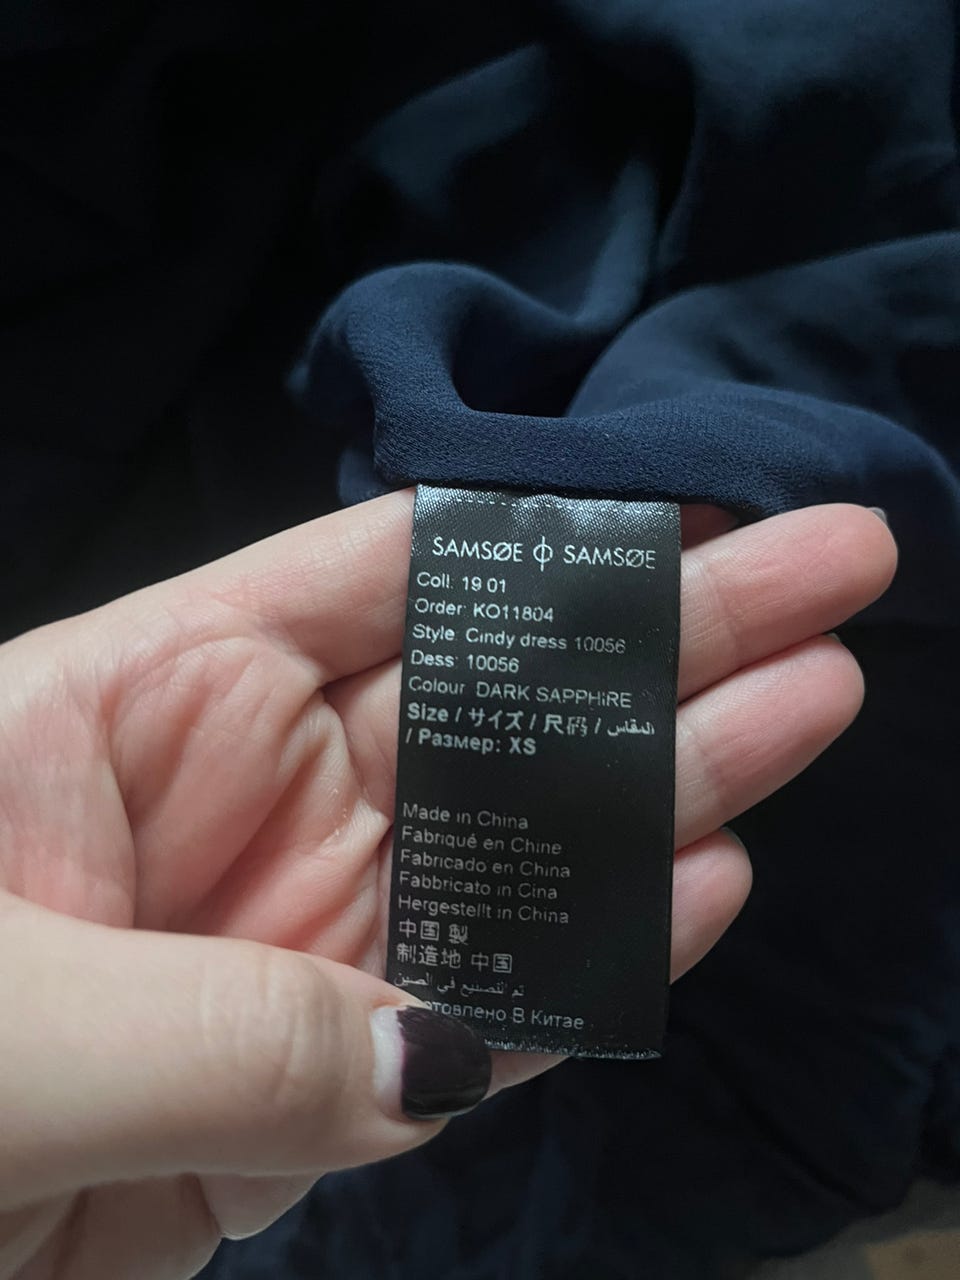 SAMSØE ϕ SAMSØE
Coll: 19 01
Order: KO11804
Style: Cindy dress 10056
Dess: 10056
Colour: DARK SAPPHIRE
Size / サイズ / 尺码 / المقاس
/ Размер: XS
Made in China
Fabriqué en Chine
Fabricado en China
Fabbricato in Cina
Hergestellt in China
中国 製
制造地 中国
تم التصنيع في الصين
В Китае